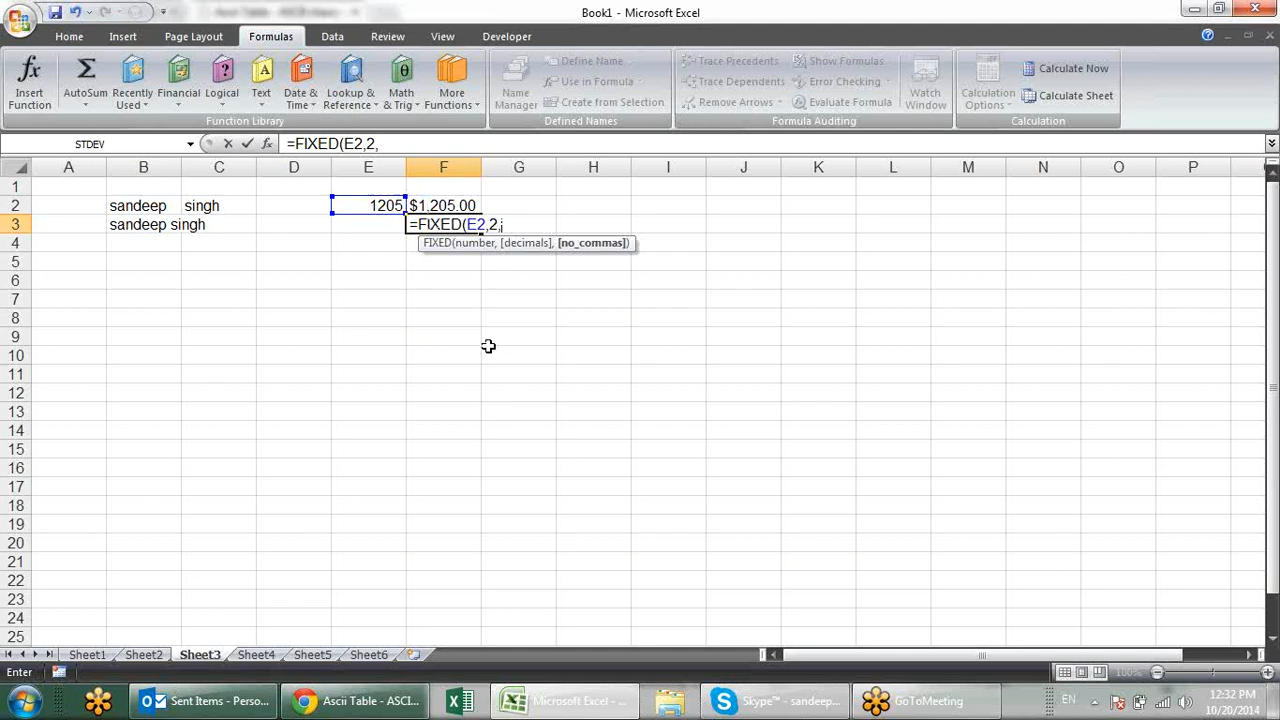 Book1 - Microsoft Excel
Home Insert Page Layout Formulas Data Review View Developer
fx Insert Function
Σ AutoSum
Recently Used
Financial
Logical
Text
Date & Time
Lookup & Reference
Math & Trig
More Functions
Function Library
Name Manager
Define Name
Use in Formula
Create from Selection
Defined Names
Trace Precedents
Trace Dependents
Remove Arrows
Show Formulas
Error Checking
Evaluate Formula
Watch Window
Formula Auditing
Calculation Options
Calculate Now
Calculate Sheet
Calculation
STDEV fx =FIXED(E2,2,
A B C D E F G H I J K L M N O P
1
2 sandeep singh 1205 $1,205.00
3 sandeep singh =FIXED(E2,2,
FIXED(number, [decimals], [no_commas])
4
5
6
7
8
9
10
11
12
13
14
15
16
17
18
19
20
21
22
23
24
25
Sheet1 Sheet2 Sheet3 Sheet4 Sheet5 Sheet6
Enter 100%
Sent Items - Perso... Ascii Table - ASCI... Microsoft Excel - ... Skype™ - sandeep... GoToMeeting EN 12:32 PM
10/20/2014